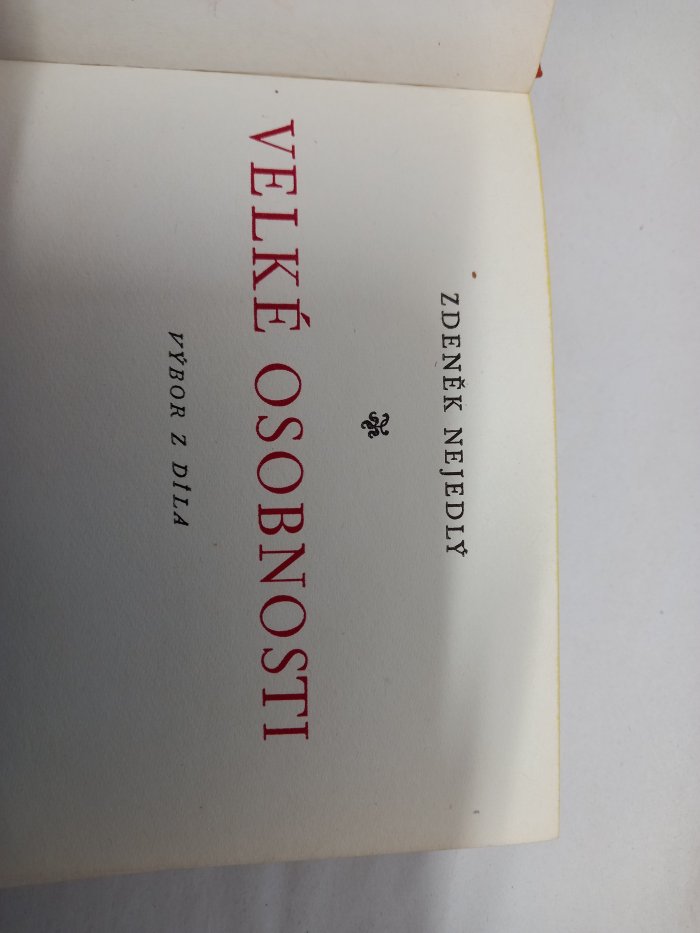 ZDENĚK NEJEDLÝ
VELKÉ OSOBNOSTI
VÝBOR Z DÍLA